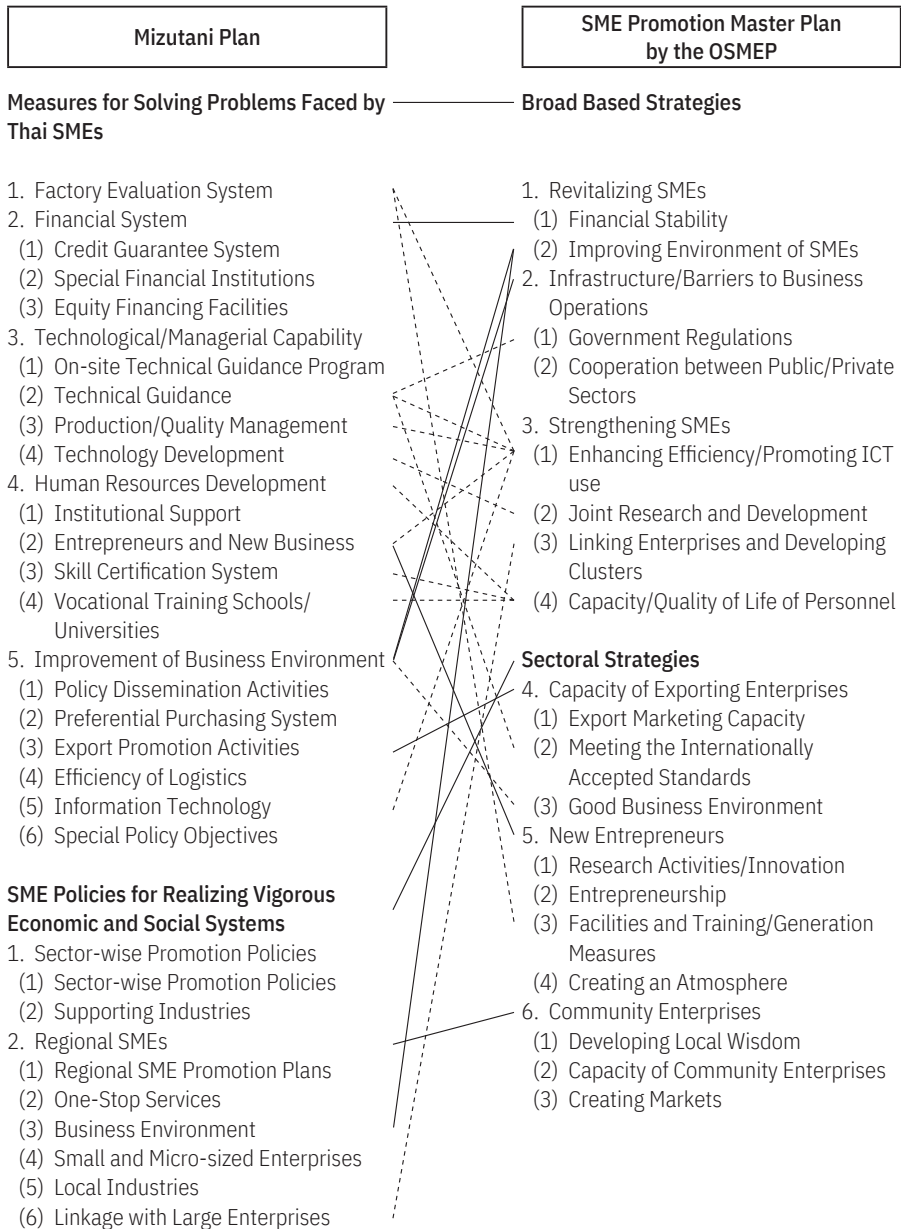 Mizutani Plan
Measures for Solving Problems Faced by
Thai SMEs
1. Factory Evaluation System
2. Financial System
(1) Credit Guarantee System
(2) Special Financial Institutions
(3) Equity Financing Facilities
3. Technological/Managerial Capability
(1) On-site Technical Guidance Program
(2) Technical Guidance
(3) Production/Quality Management
(4) Technology Development
4. Human Resources Development
(1) Institutional Support
(2) Entrepreneurs and New Business
(3) Skill Certification System
(4) Vocational Training Schools/
Universities
5. Improvement of Business Environment
(1) Policy Dissemination Activities
(2) Preferential Purchasing System
(3) Export Promotion Activities
(4) Efficiency of Logistics
(5) Information Technology
(6) Special Policy Objectives
SME Policies for Realizing Vigorous
Economic and Social Systems
1. Sector-wise Promotion Policies
(1) Sector-wise Promotion Policies
(2) Supporting Industries
2. Regional SMEs
(1) Regional SME Promotion Plans
(2) One-Stop Services
(3) Business Environment
(4) Small and Micro-sized Enterprises
(5) Local Industries
(6) Linkage with Large Enterprises
SME Promotion Master Plan
by the OSMEP
Broad Based Strategies
1. Revitalizing SMEs
(1) Financial Stability
(2) Improving Environment of SMEs
2. Infrastructure/Barriers to Business
Operations
(1) Government Regulations
(2) Cooperation between Public/Private
Sectors
3. Strengthening SMEs
(1) Enhancing Efficiency/Promoting ICT
use
(2) Joint Research and Development
(3) Linking Enterprises and Developing
Clusters
(4) Capacity/Quality of Life of Personnel
Sectoral Strategies
4. Capacity of Exporting Enterprises
(1) Export Marketing Capacity
(2) Meeting the Internationally
Accepted Standards
(3) Good Business Environment
5. New Entrepreneurs
(1) Research Activities/Innovation
(2) Entrepreneurship
(3) Facilities and Training/Generation
Measures
(4) Creating an Atmosphere
6. Community Enterprises
(1) Developing Local Wisdom
(2) Capacity of Community Enterprises
(3) Creating Markets